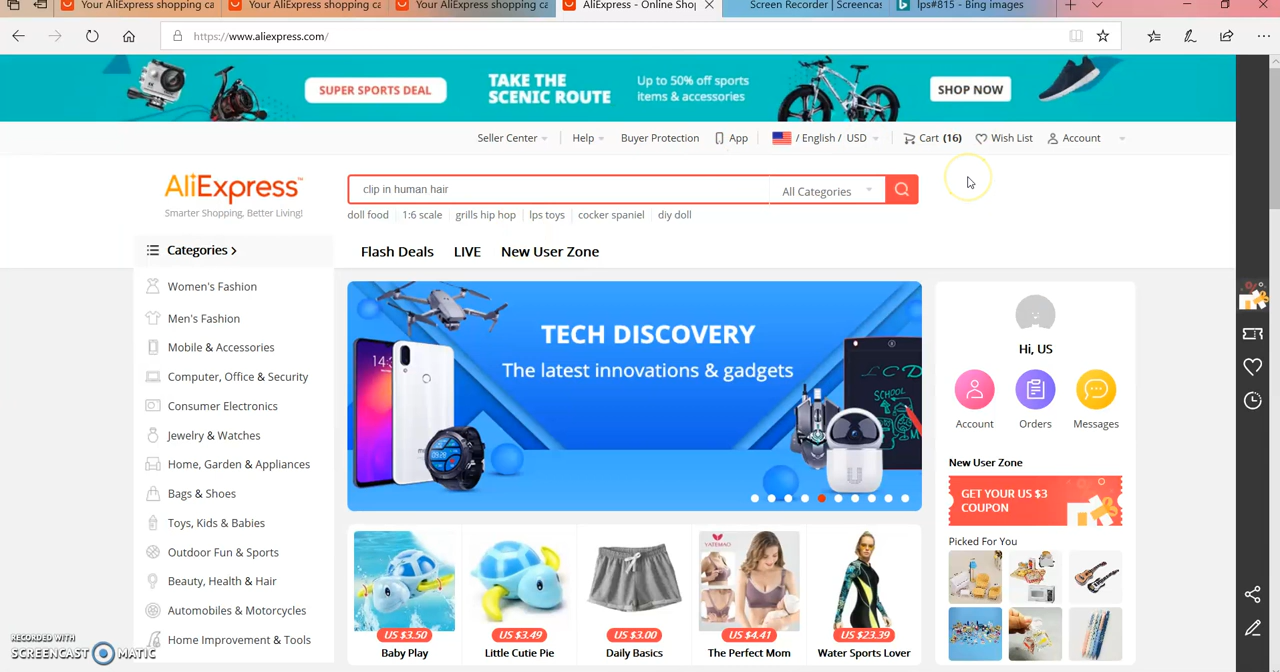 Your AliExpress shopping ca
Your AliExpress shopping ca
Your AliExpress shopping ca
AliExpress - Online Shop
Screen Recorder | Screencas
lps#815 - Bing images
https://www.aliexpress.com/
SUPER SPORTS DEAL
TAKE THE
SCENIC ROUTE
Up to 50% off sports
items & accessories
SHOP NOW
Seller Center
Help
Buyer Protection
App
/ English / USD
Cart (16)
Wish List
Account
AliExpress
Smarter Shopping, Better Living!
clip in human hair
All Categories
doll food
1:6 scale
grills hip hop
lps toys
cocker spaniel
diy doll
Categories >
Flash Deals
LIVE
New User Zone
Women's Fashion
Men's Fashion
Mobile & Accessories
Computer, Office & Security
Consumer Electronics
Jewelry & Watches
Home, Garden & Appliances
Bags & Shoes
Toys, Kids & Babies
Outdoor Fun & Sports
Beauty, Health & Hair
Automobiles & Motorcycles
Home Improvement & Tools
TECH DISCOVERY
The latest innovations & gadgets
LCD
SCHOOL
Hi, US
Account
Orders
Messages
New User Zone
GET YOUR US $3
COUPON
Picked For You
US $3.50
Baby Play
US $3.49
Little Cutie Pie
US $3.00
Daily Basics
YATEMAO
US $4.41
The Perfect Mom
US $23.39
Water Sports Lover
RECORDED WITH
SCREENCAST MATIC